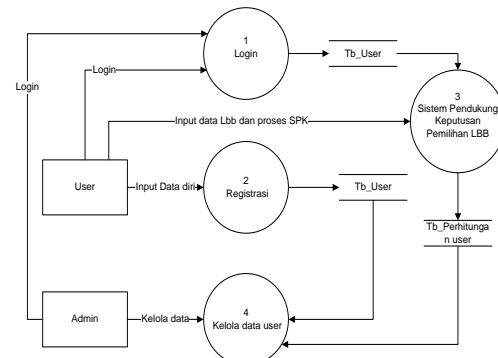 1
Login
Tb_User
Login
Login
3
Sistem Pendukung
Keputusan
Pemilihan LBB
Input data Lbb dan proses SPK
User
Input Data diri
2
Registrasi
Tb_User
Tb_Perhitunga
n user
Admin
Kelola data
4
Kelola data user